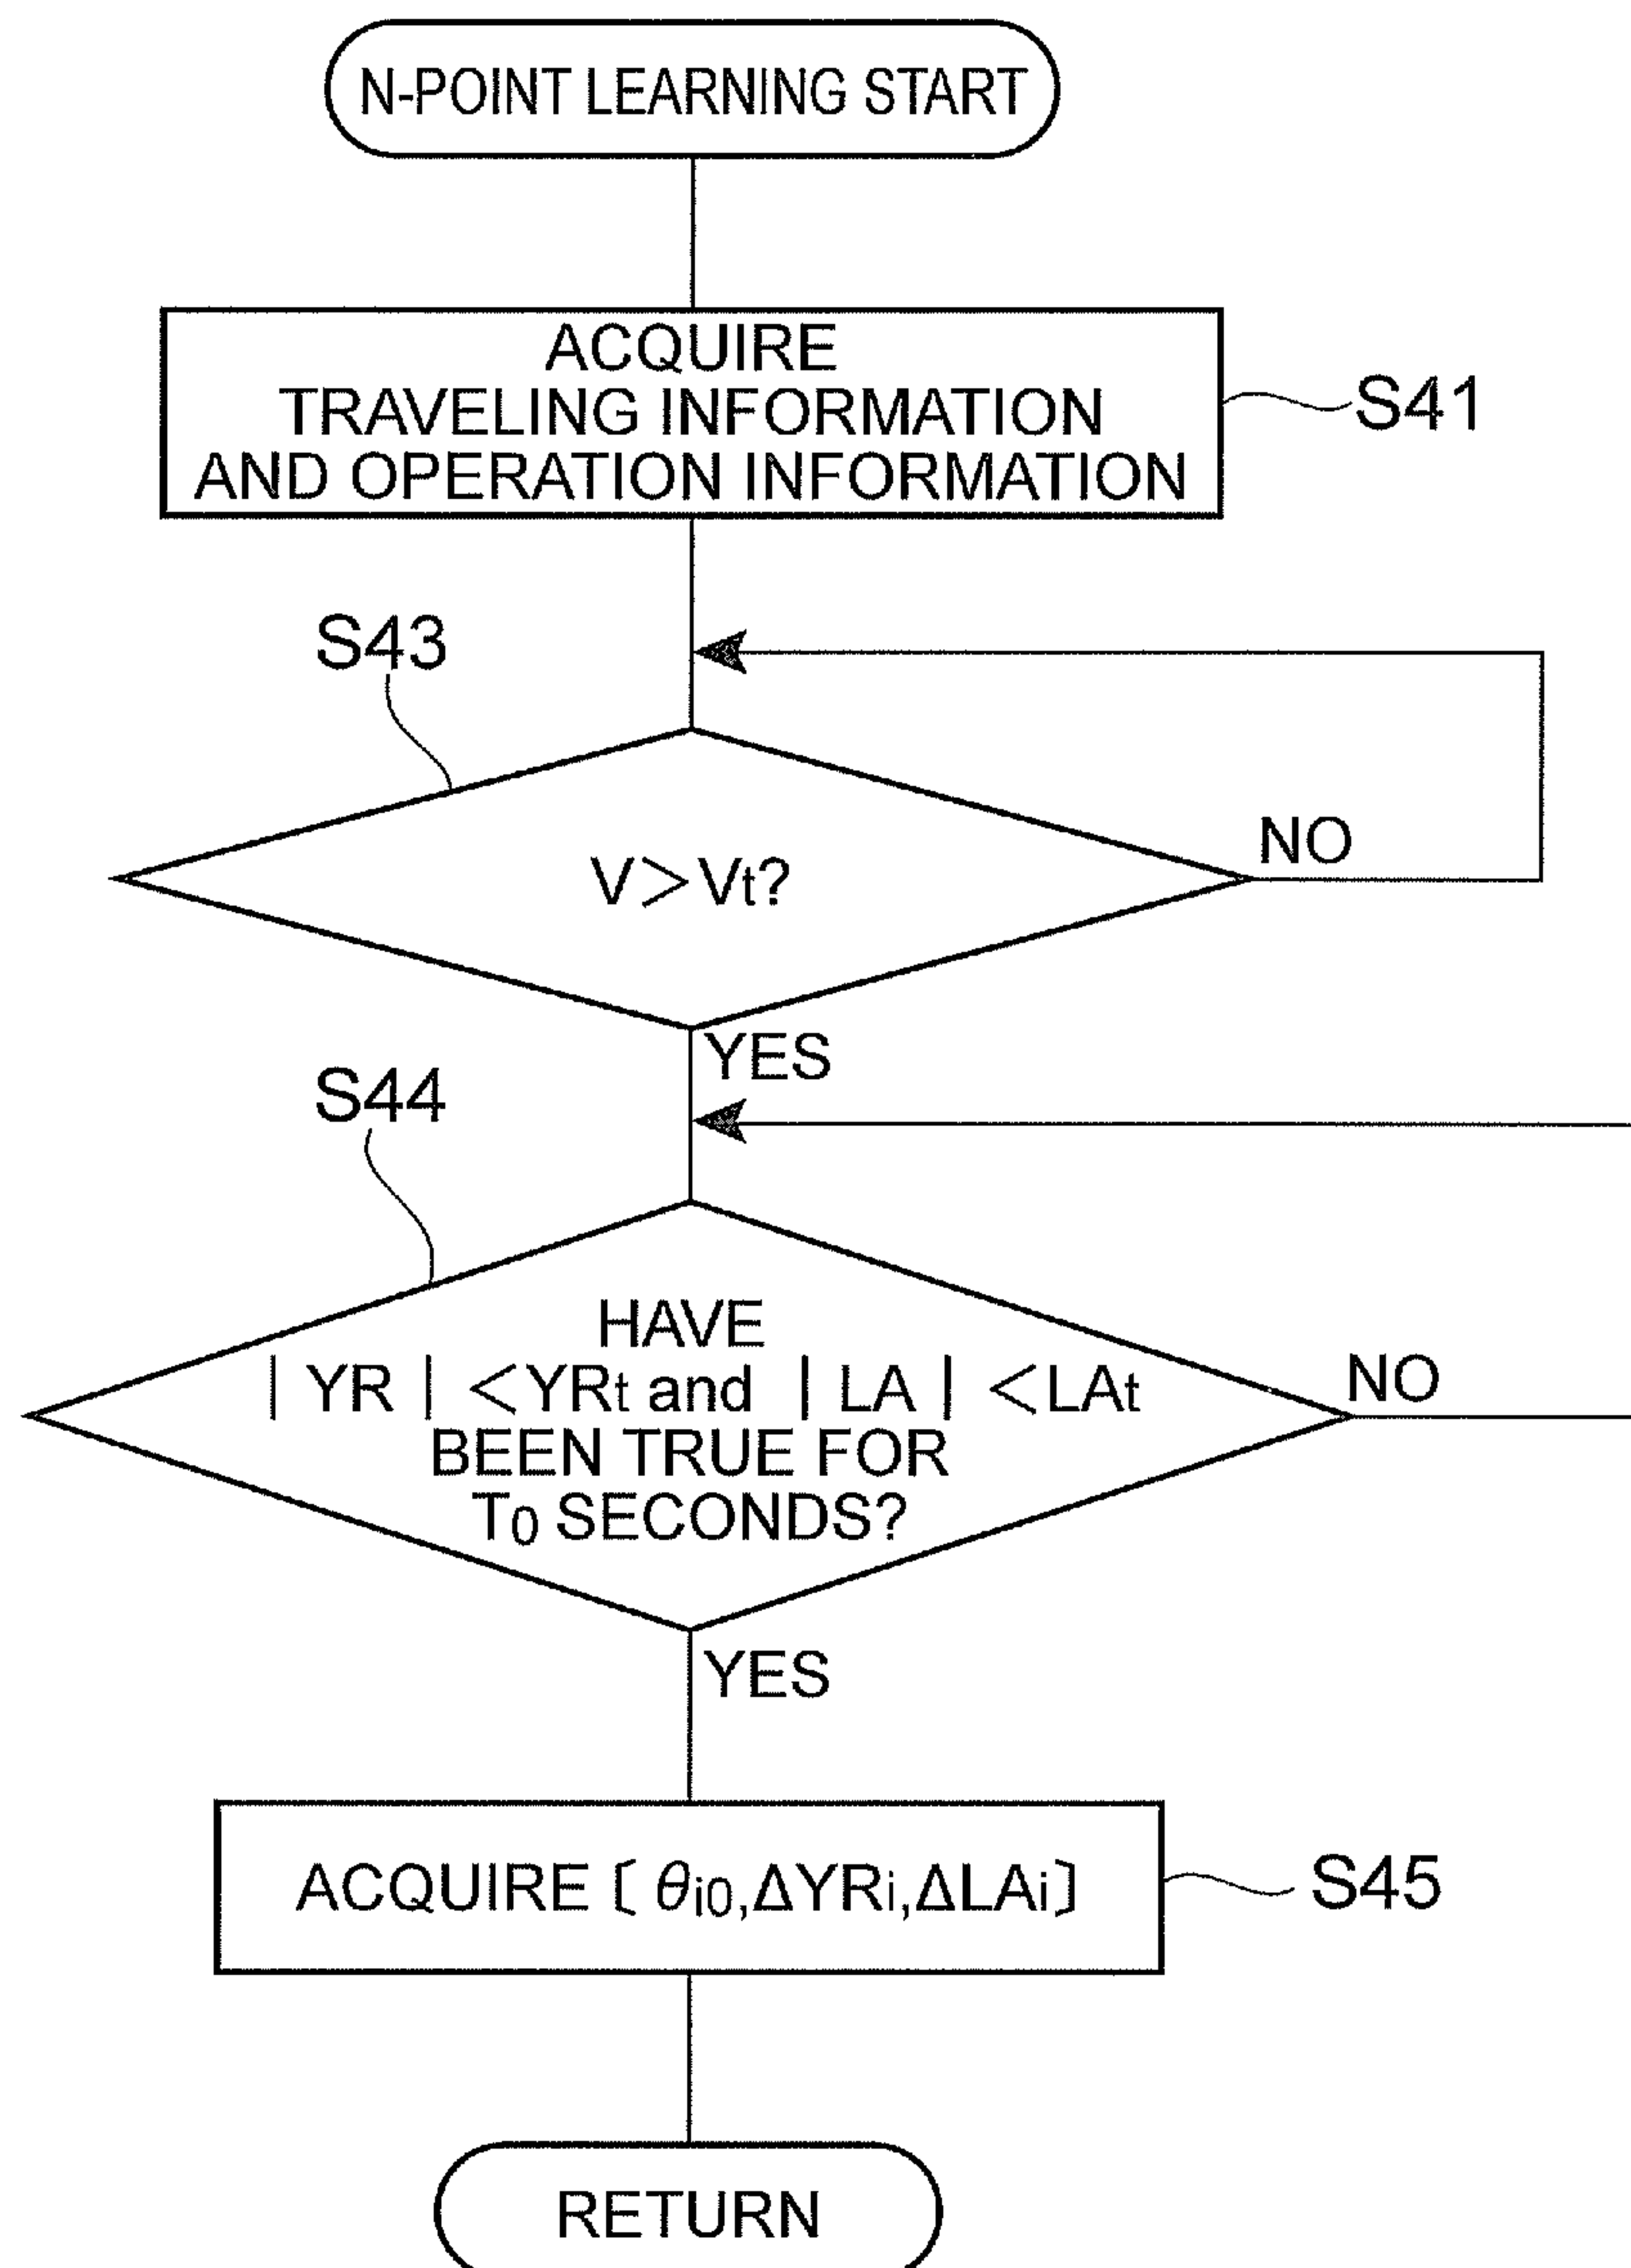 N-POINT LEARNING START
ACQUIRE
TRAVELING INFORMATION
AND OPERATION INFORMATION
S41
S43
V＞Vt?
NO
YES
S44
HAVE
| YR | ＜YRt and | LA | ＜LAt
BEEN TRUE FOR
T0 SECONDS?
NO
YES
ACQUIRE〔 θi0,ΔYRi,ΔLAi〕
S45
RETURN